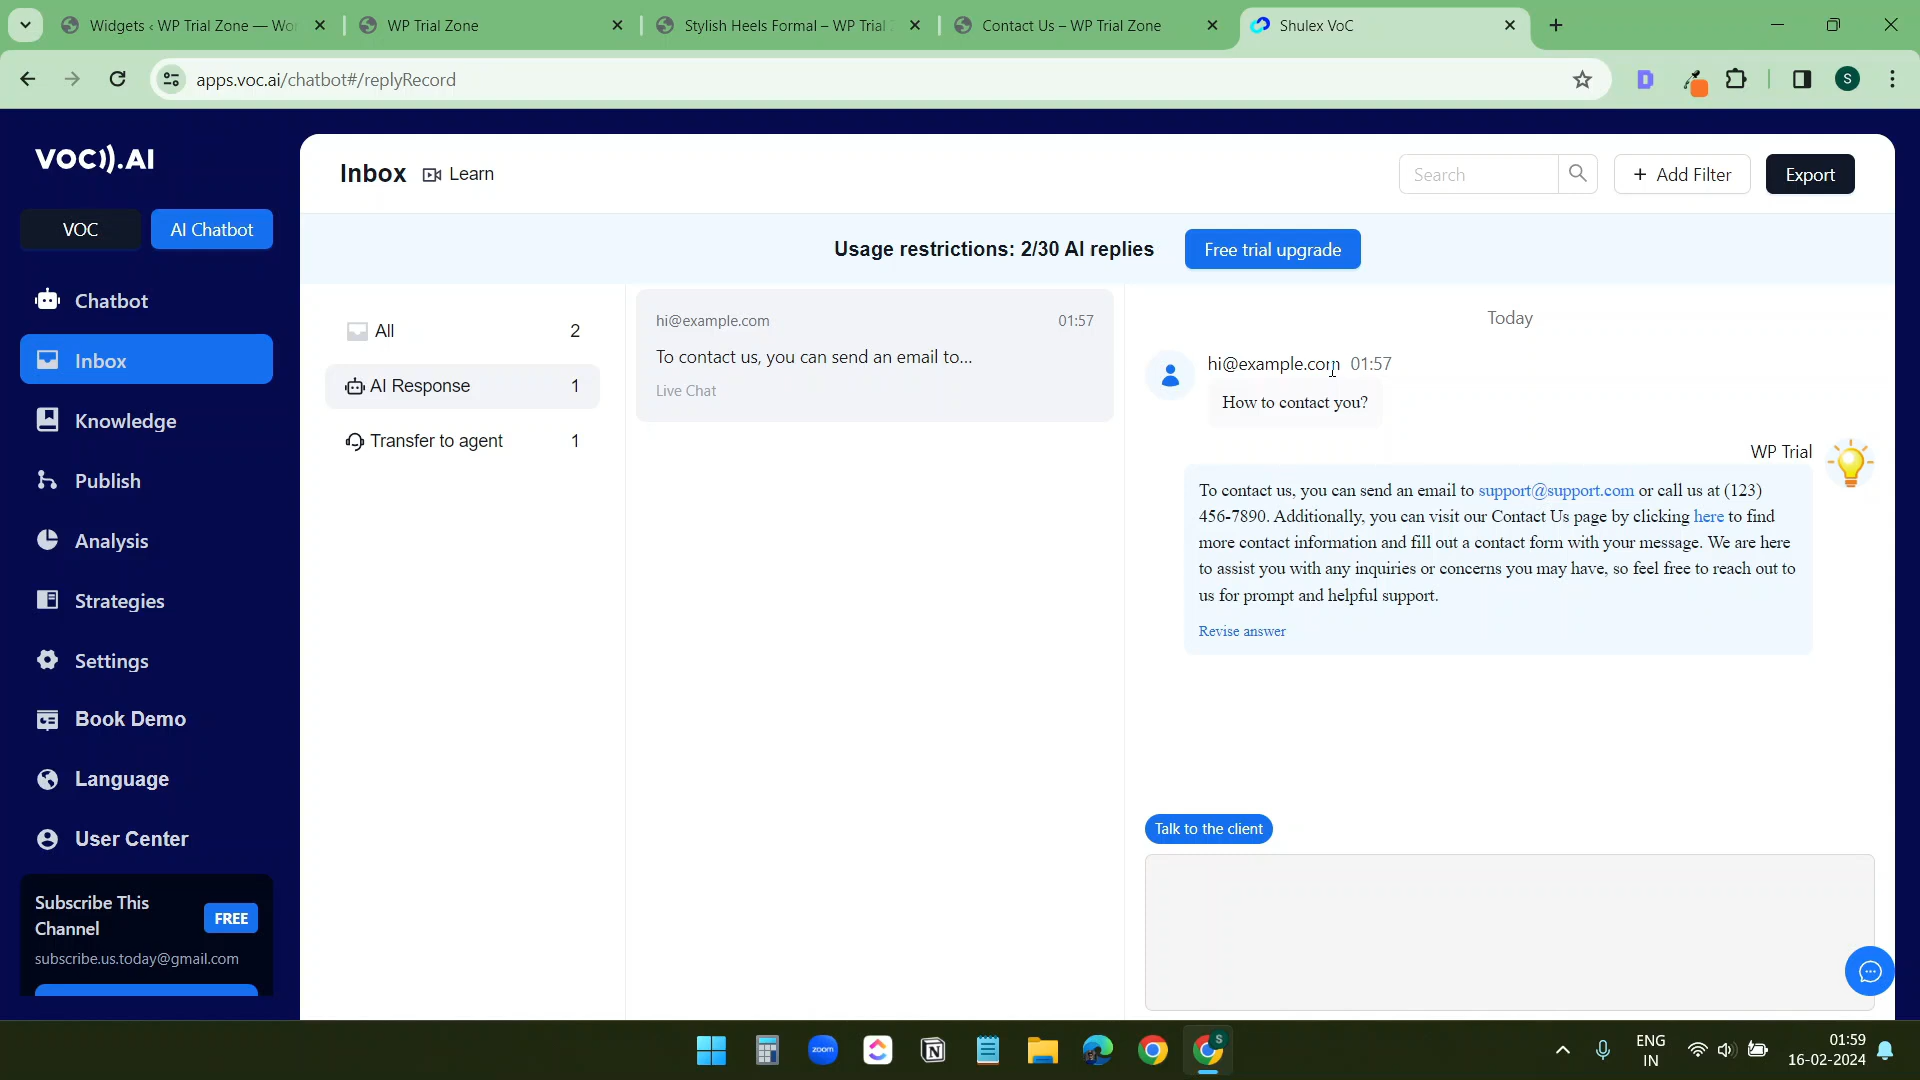 Widgets ‹ WP Trial Zone — Wo
WP Trial Zone
Stylish Heels Formal – WP Trial
Contact Us – WP Trial Zone
Shulex VoC
apps.voc.ai/chatbot#/replyRecord
D
S
VOC.AI
VOC
AI Chatbot
Chatbot
Inbox
Knowledge
Publish
Analysis
Strategies
Settings
Book Demo
Language
User Center
Subscribe This
Channel
FREE
subscribe.us.today@gmail.com
Inbox
Learn
Search
+ Add Filter
Export
Usage restrictions: 2/30 AI replies
Free trial upgrade
All 2
AI Response 1
Transfer to agent 1
hi@example.com 01:57
To contact us, you can send an email to...
Live Chat
Today
hi@example.com 01:57
How to contact you?
WP Trial
To contact us, you can send an email to support@support.com or call us at (123)
456-7890. Additionally, you can visit our Contact Us page by clicking here to find
more contact information and fill out a contact form with your message. We are here
to assist you with any inquiries or concerns you may have, so feel free to reach out to
us for prompt and helpful support.
Revise answer
Talk to the client
zoom
N
S
ENG
IN
01:59
16-02-2024